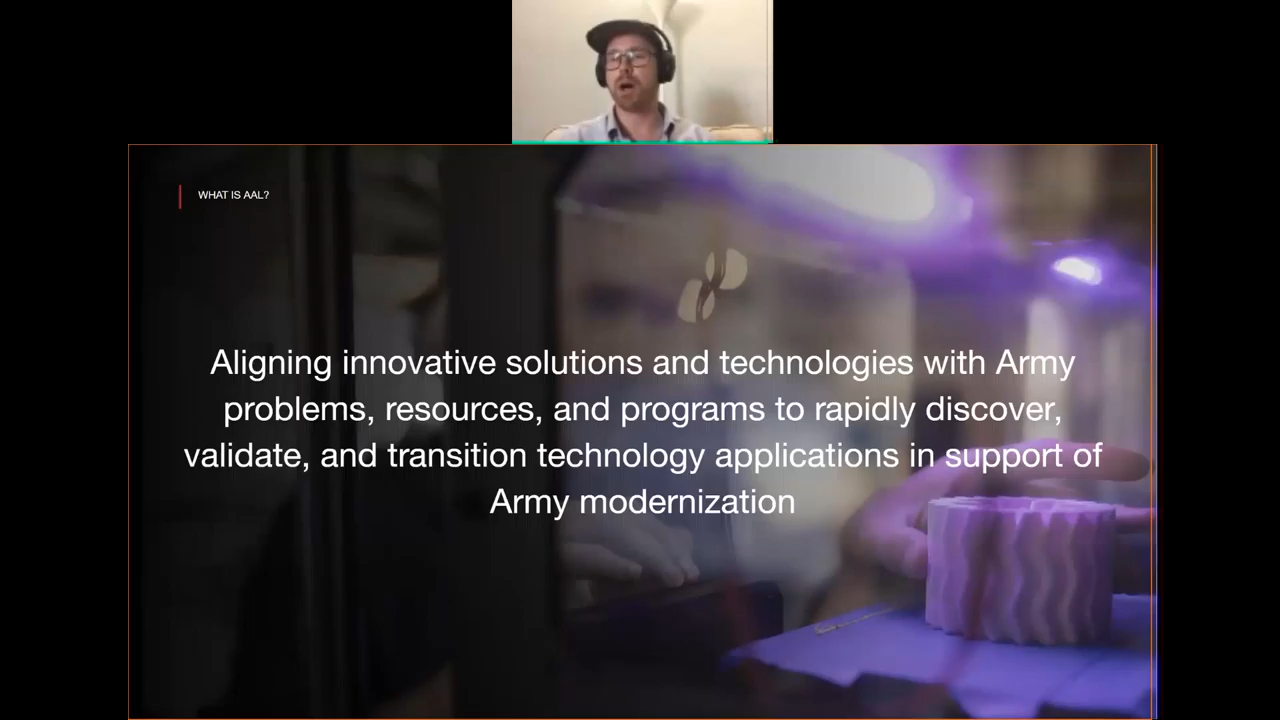 WHAT IS AAL?
Aligning innovative solutions and technologies with Army
problems, resources, and programs to rapidly discover,
validate, and transition technology applications in support of
Army modernization